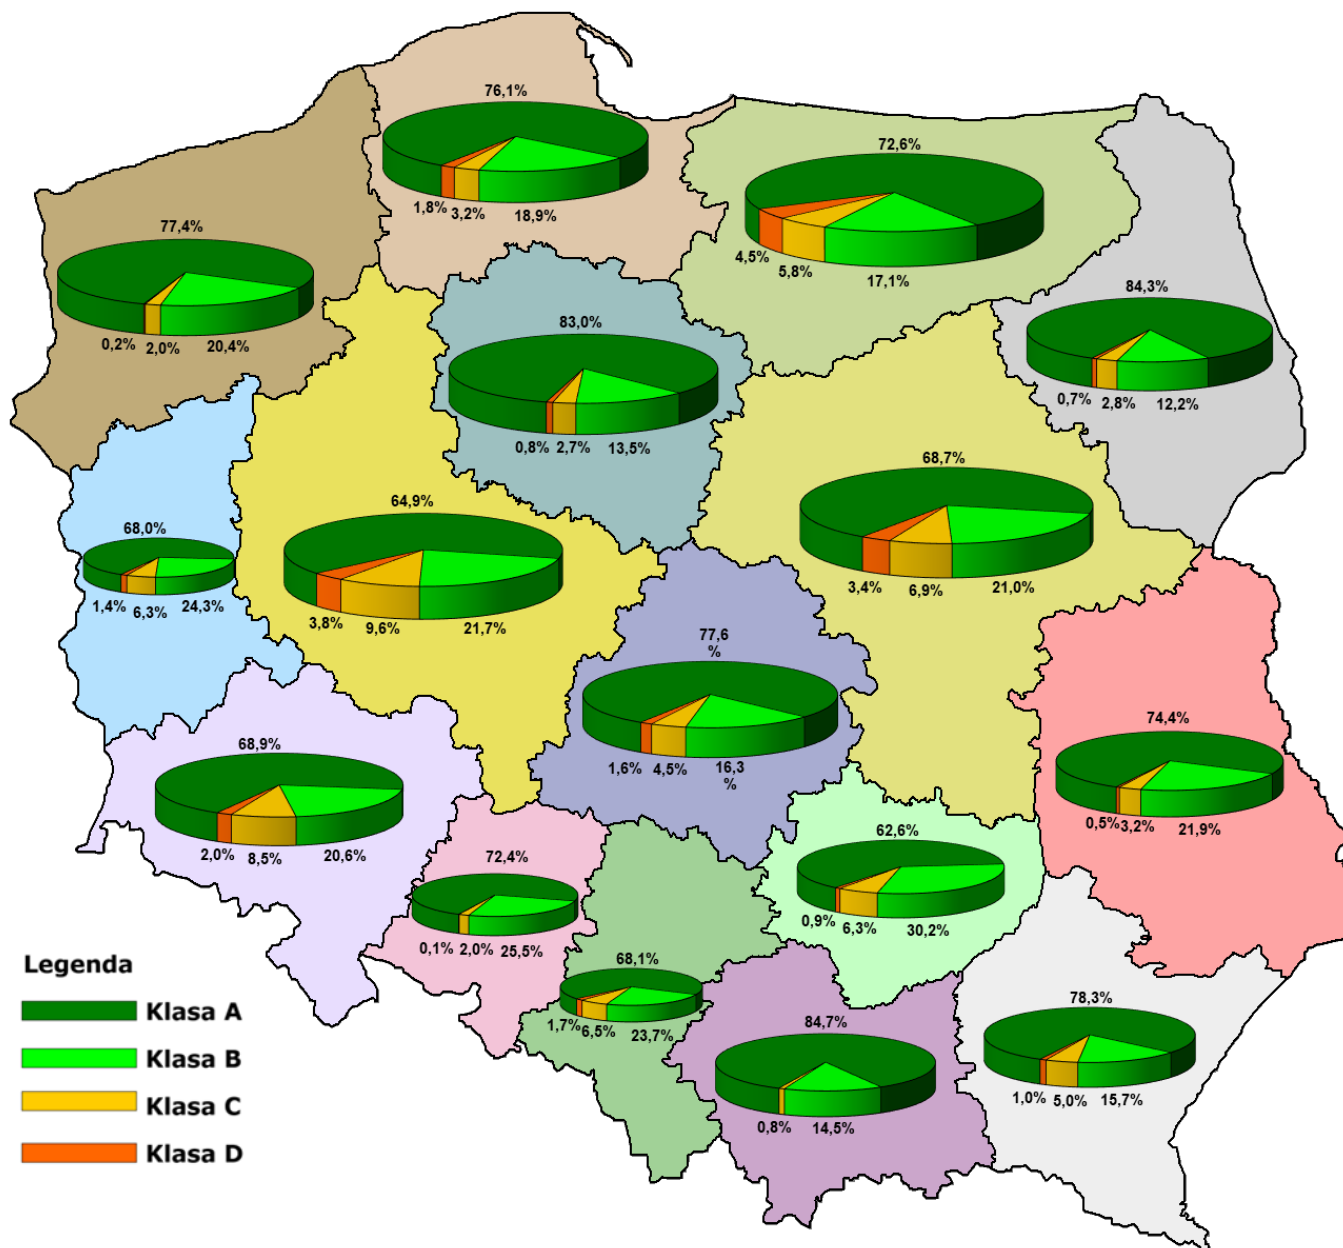 76,1%
1,8% 3,2% 18,9%
72,6%
4,5% 5,8% 17,1%
77,4%
0,2% 2,0% 20,4%
84,3%
0,7% 2,8% 12,2%
83,0%
0,8% 2,7% 13,5%
68,7%
3,4% 6,9% 21,0%
64,9%
3,8% 9,6% 21,7%
68,0%
1,4% 6,3% 24,3%
77,6
%
1,6% 4,5% 16,3
%
74,4%
0,5% 3,2% 21,9%
68,9%
2,0% 8,5% 20,6%
62,6%
0,9% 6,3% 30,2%
72,4%
0,1% 2,0% 25,5%
68,1%
1,7% 6,5% 23,7%
84,7%
0,8% 14,5%
78,3%
1,0% 5,0% 15,7%
Legenda
Klasa A
Klasa B
Klasa C
Klasa D